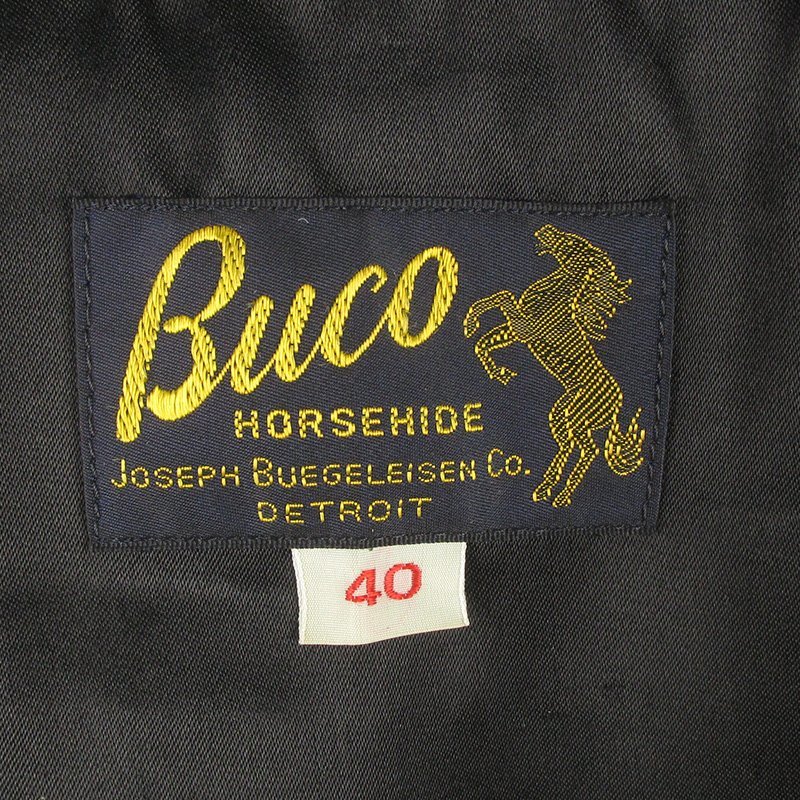 Buco
HORSEHIDE
JOSEPH BUEGELEISEN CO.
DETROIT
40